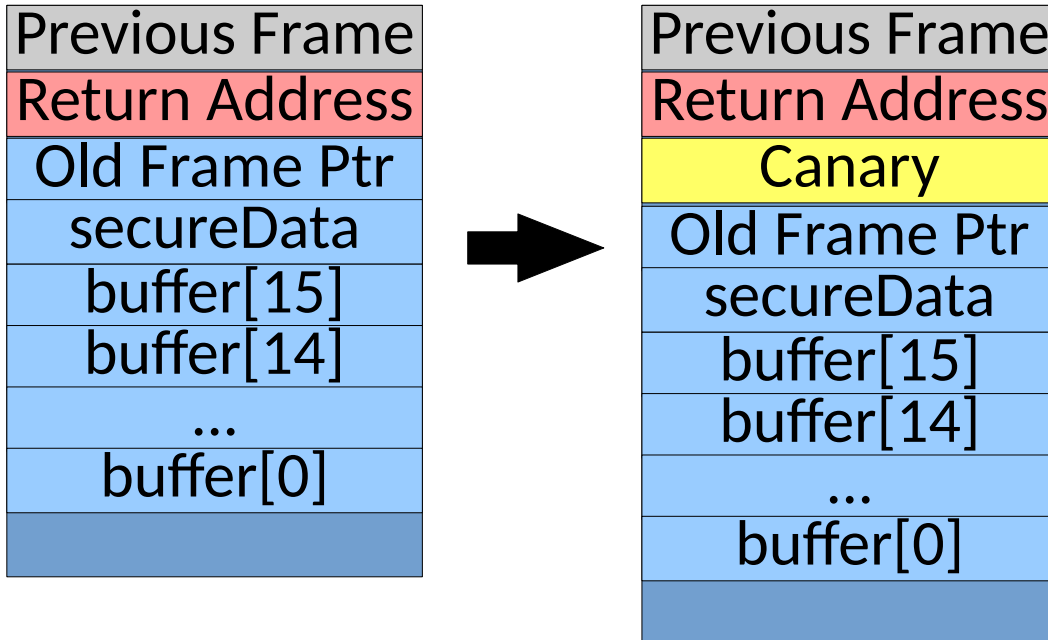 Previous Frame
Return Address
Old Frame Ptr
secureData
buffer[15]
buffer[14]
...
buffer[0]
Previous Frame
Return Address
Canary
Old Frame Ptr
secureData
buffer[15]
buffer[14]
...
buffer[0]